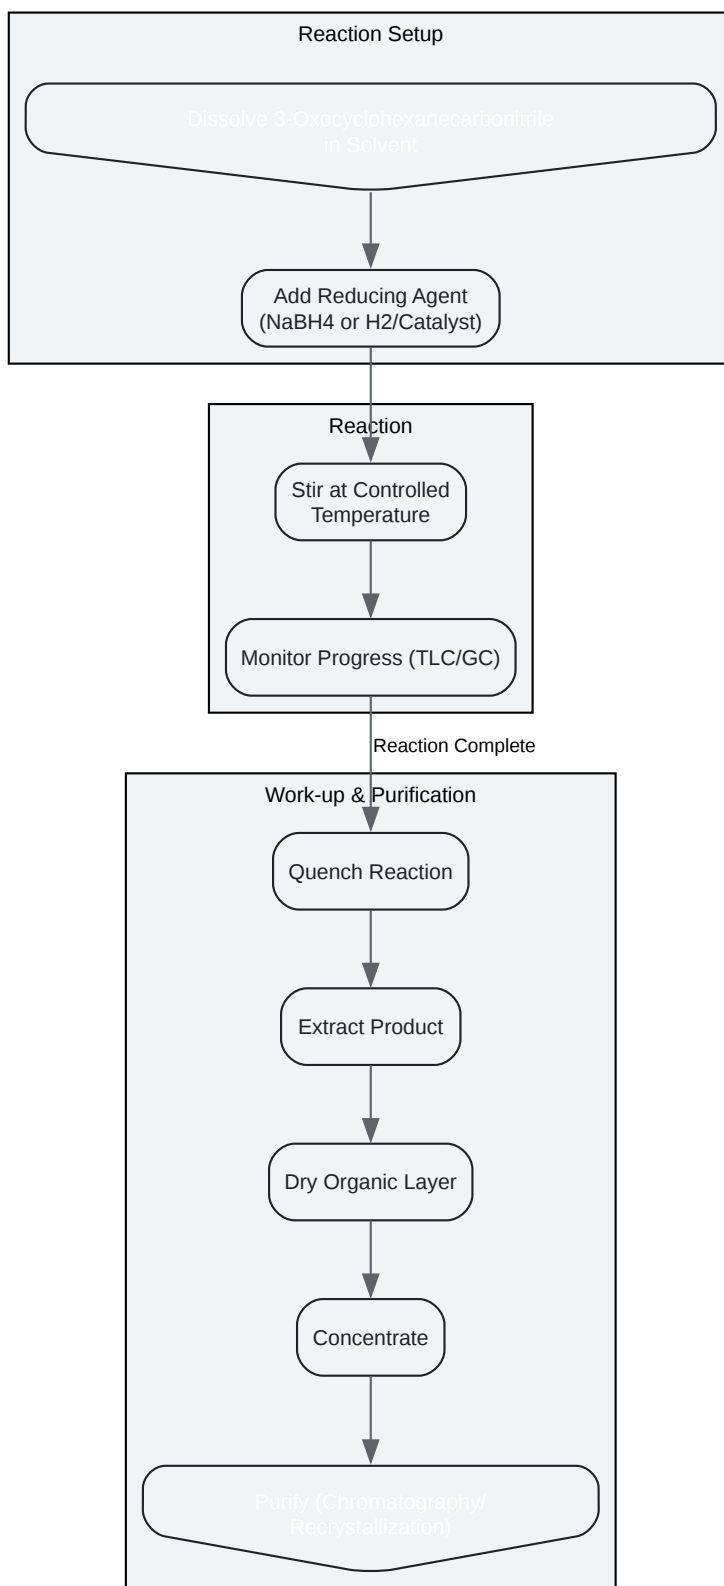 Reaction Setup
Dissolve 3-Oxocyclohexanecarbonitrile
in Solvent
Add Reducing Agent
(NaBH4 or H2/Catalyst)
Reaction
Stir at Controlled
Temperature
Monitor Progress (TLC/GC)
Reaction Complete
Work-up & Purification
Quench Reaction
Extract Product
Dry Organic Layer
Concentrate
Purify (Chromatography/
Recrystallization)